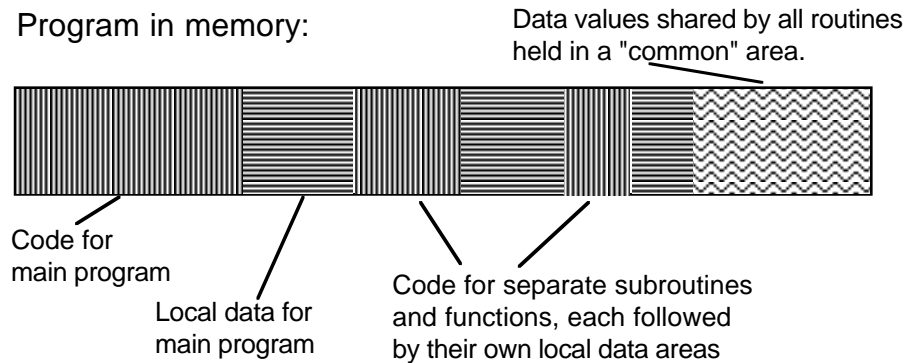 Program in memory:
Data values shared by all routines
held in a "common" area.
Code for
main program
Local data for
main program
Code for separate subroutines
and functions, each followed
by their own local data areas